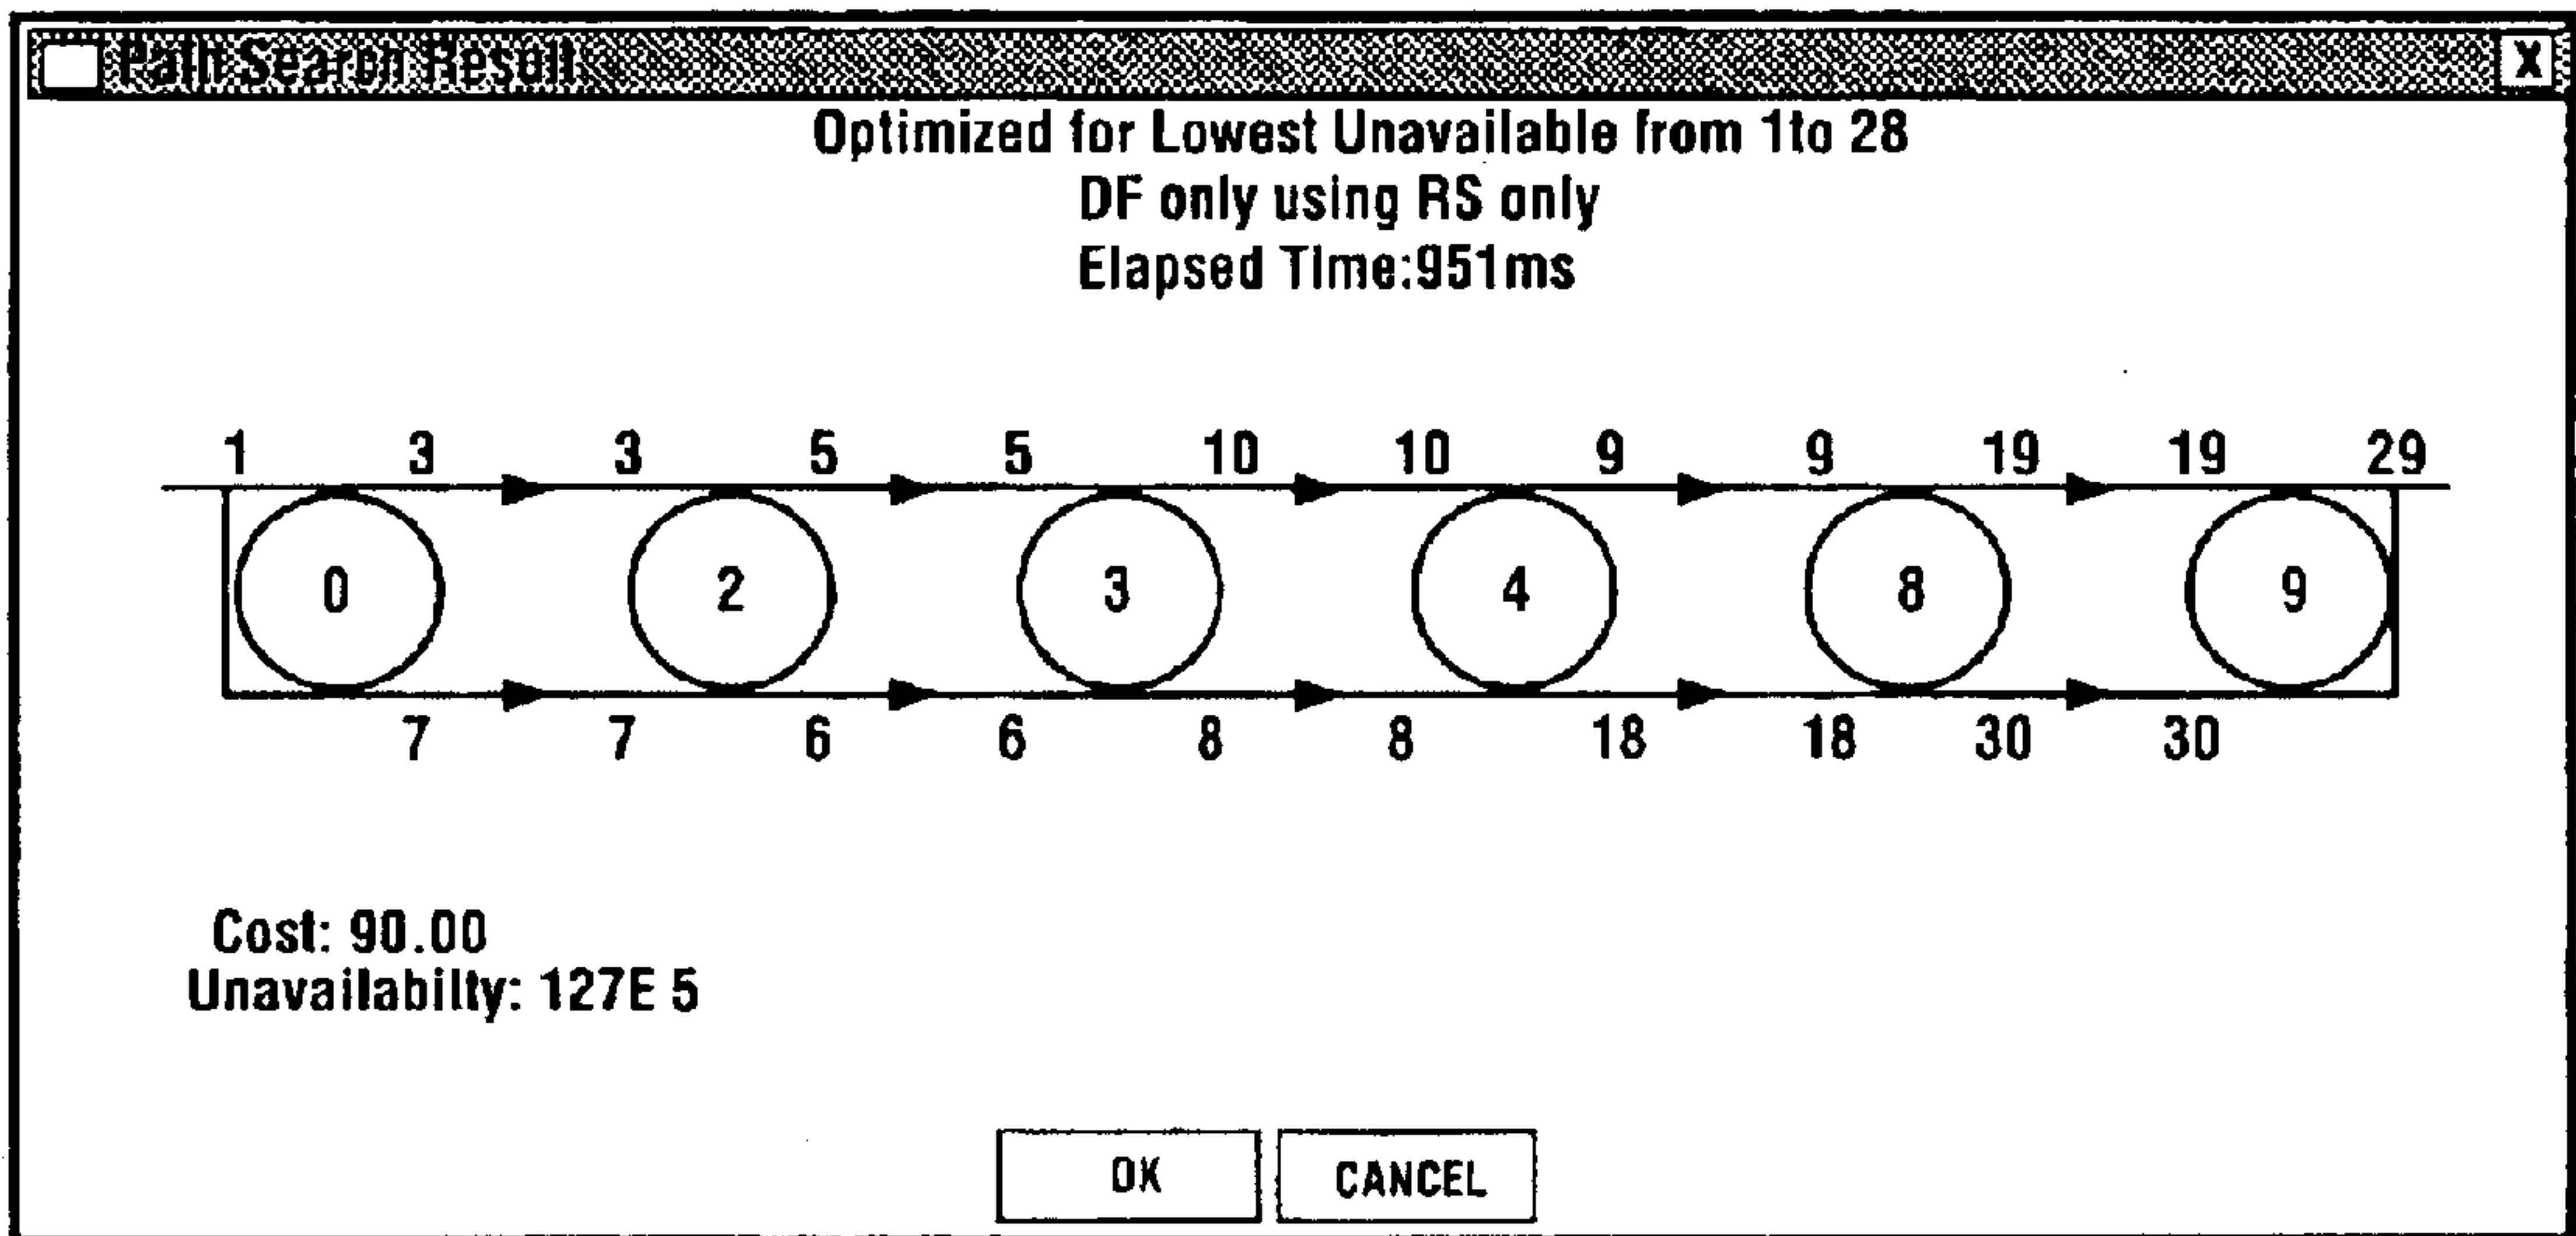 Path Search Result
X
Optimized for Lowest Unavailable from 1to 28
DF only using RS only
Elapsed Time:951ms
1 3 3 5 5 10 10 9 9 19 19 29
0 2 3 4 8 9
7 7 6 6 8 8 18 18 30 30
Cost: 90.00
Unavailabilty: 127E 5
OK CANCEL